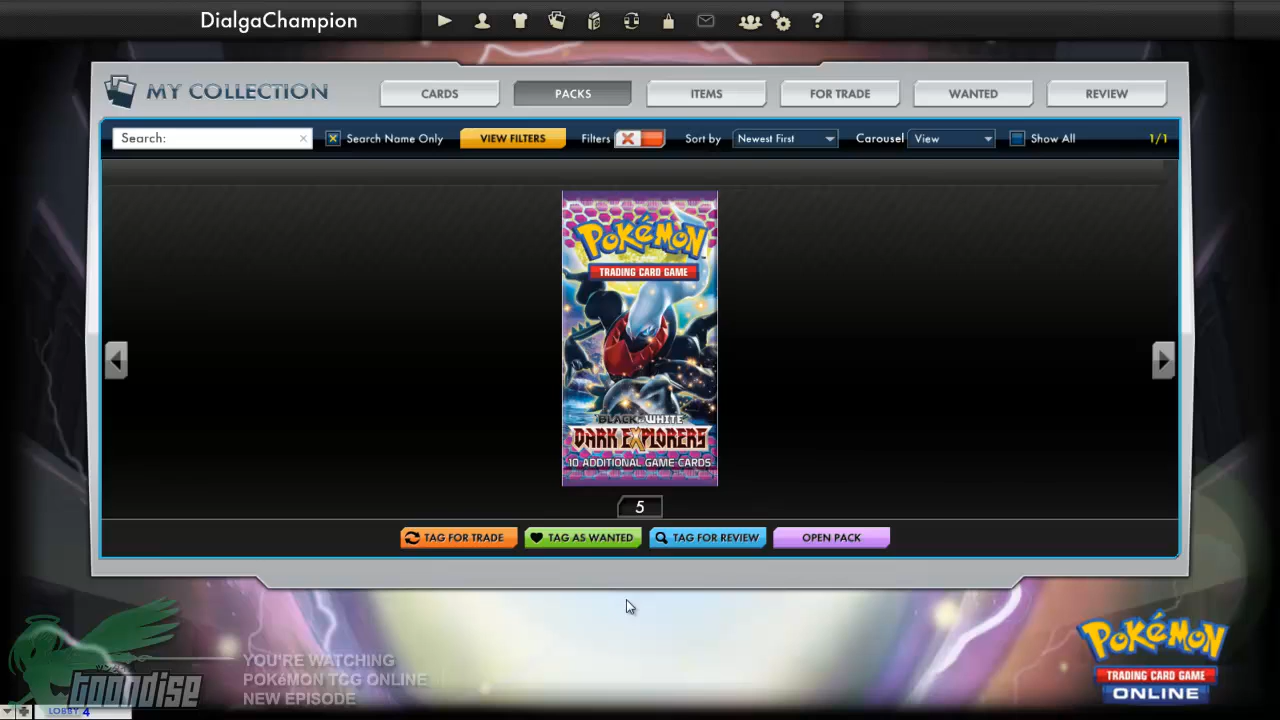 DialgaChampion
MY COLLECTION
CARDS
PACKS
ITEMS
FOR TRADE
WANTED
REVIEW
Search:
Search Name Only
VIEW FILTERS
Filters
Sort by
Newest First
Carousel
View
Show All
1/1
POKéMON
TRADING CARD GAME
BLACK & WHITE
DARK EXPLORERS
10 ADDITIONAL GAME CARDS
5
TAG FOR TRADE
TAG AS WANTED
TAG FOR REVIEW
OPEN PACK
YOU'RE WATCHING
POKéMON TCG ONLINE
NEW EPISODE
toondise
LOBBY 4
POKéMON
TRADING CARD GAME
ONLINE